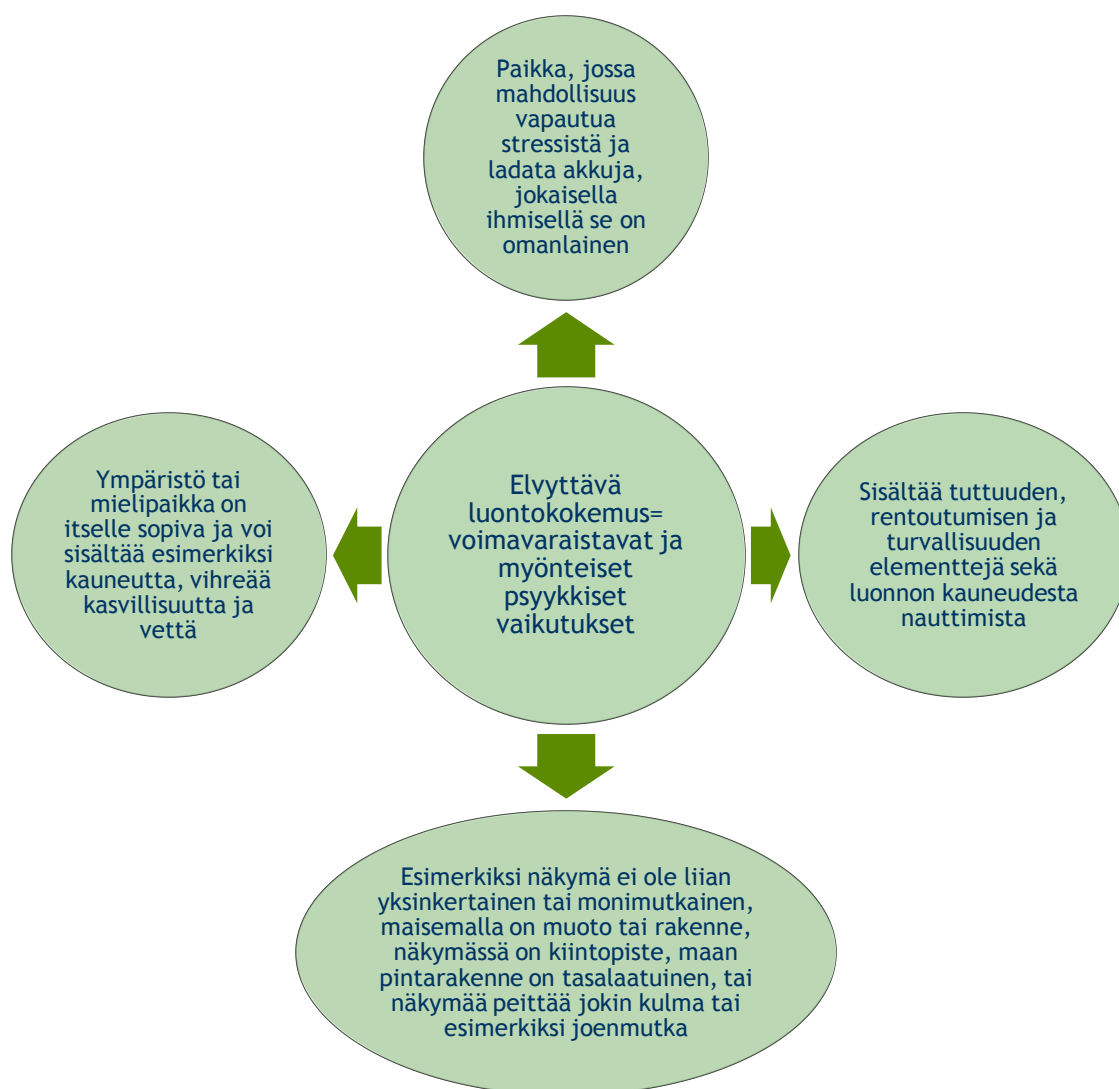 Paikka, jossa
mahdollisuus
vapautua
stressistä ja
ladata akkuja,
jokaisella
ihmisellä se on
omanlainen
Ympäristö tai
mielipaikka on
itselle sopiva ja voi
sisältää esimerkiksi
kauneutta, vihreää
kasvillisuutta ja
vettä
Elvyttävä
luontokokemus=
voimavaraistavat ja
myönteiset
psyykkiset
vaikutukset
Sisältää tuttuuden,
rentoutumisen ja
turvallisuuden
elementtejä sekä
luonnon kauneudesta
nauttimista
Esimerkiksi näkymä ei ole liian
yksinkertainen tai monimutkainen,
maisemalla on muoto tai rakenne,
näkymässä on kiintopiste, maan
pintarakenne on tasalaatuinen, tai
näkymää peittää jokin kulma tai
esimerkiksi joenmutka